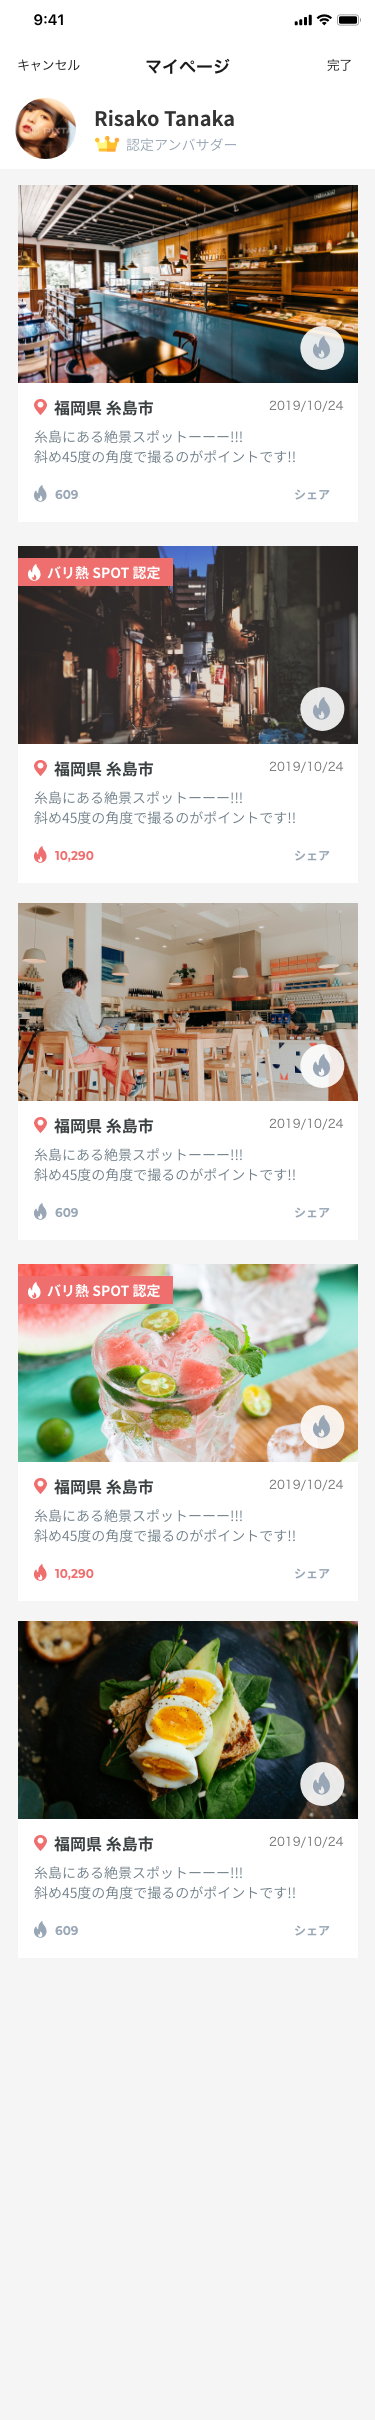 9:41
キャンセル
マイページ
完了
Risako Tanaka
認定アンバサダー
福岡県 糸島市
2019/10/24
糸島にある絶景スポットーーー!!!
斜め45度の角度で撮るのがポイントです!!
609
シェア
バリ熱 SPOT 認定
福岡県 糸島市
2019/10/24
糸島にある絶景スポットーーー!!!
斜め45度の角度で撮るのがポイントです!!
10,290
シェア
福岡県 糸島市
2019/10/24
糸島にある絶景スポットーーー!!!
斜め45度の角度で撮るのがポイントです!!
609
シェア
バリ熱 SPOT 認定
福岡県 糸島市
2019/10/24
糸島にある絶景スポットーーー!!!
斜め45度の角度で撮るのがポイントです!!
10,290
シェア
福岡県 糸島市
2019/10/24
糸島にある絶景スポットーーー!!!
斜め45度の角度で撮るのがポイントです!!
609
シェア